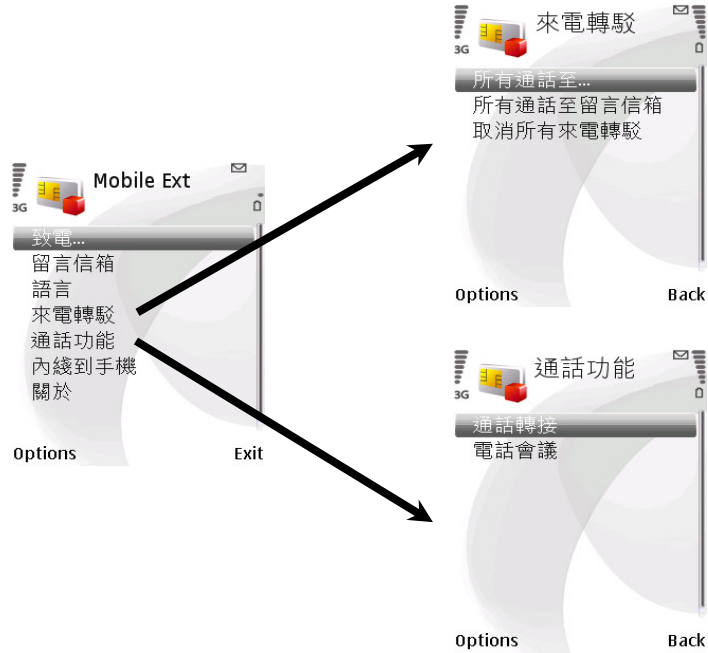 3G
Mobile Ext
致電...
留言信箱
語言
來電轉駁
通話功能
內綫到手機
關於
Options Exit
3G
來電轉駁
所有通話至...
所有通話至留言信箱
取消所有來電轉駁
Options Back
3G
通話功能
通話轉接
電話會議
Options Back